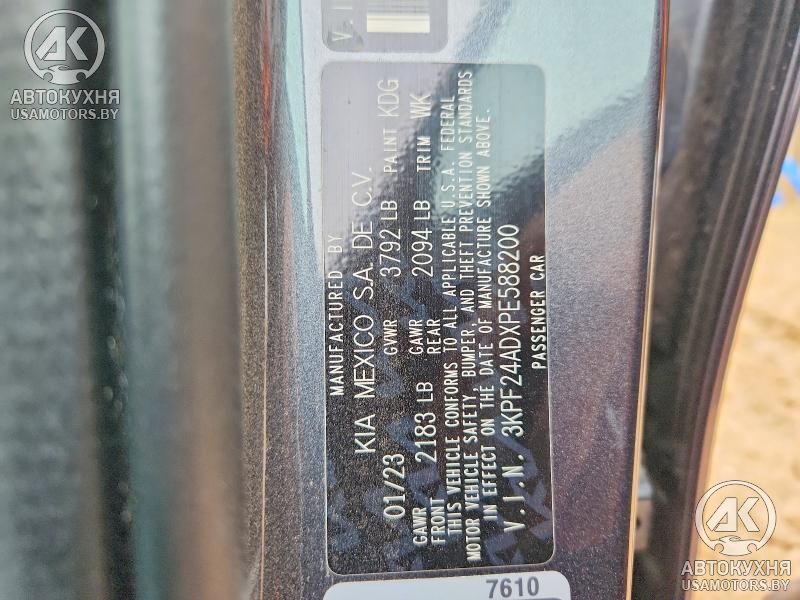 AK
АВТОКУХНЯ
USAMOTORS.BY
V.I
MANUFACTURED BY
KIA MEXICO S.A. DE C.V.
01/23 GVWR 3792 LB PAINT KDG
GAWR FRONT 2183 LB GAWR REAR 2094 LB TRIM WK
THIS VEHICLE CONFORMS TO ALL APPLICABLE U.S.A. FEDERAL
MOTOR VEHICLE SAFETY, BUMPER, AND THEFT PREVENTION STANDARDS
IN EFFECT ON THE DATE OF MANUFACTURE SHOWN ABOVE.
V.I.N. 3KPF24ADXPE588200
PASSENGER CAR
7610
AK
АВТОКУХНЯ
USAMOTORS.BY